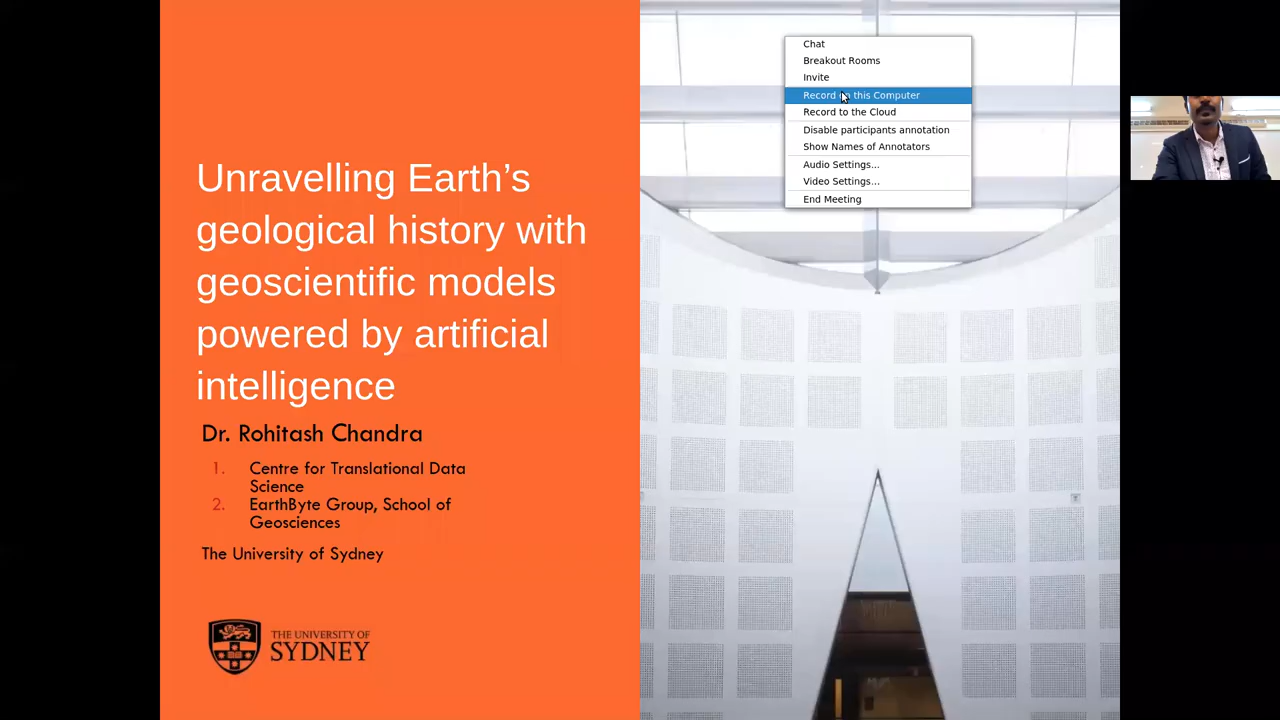 Unravelling Earth’s
geological history with
geoscientific models
powered by artificial
intelligence
Dr. Rohitash Chandra
1. Centre for Translational Data
Science
2. EarthByte Group, School of
Geosciences
The University of Sydney
THE UNIVERSITY OF
SYDNEY
Chat
Breakout Rooms
Invite
Record on this Computer
Record to the Cloud
Disable participants annotation
Show Names of Annotators
Audio Settings...
Video Settings...
End Meeting